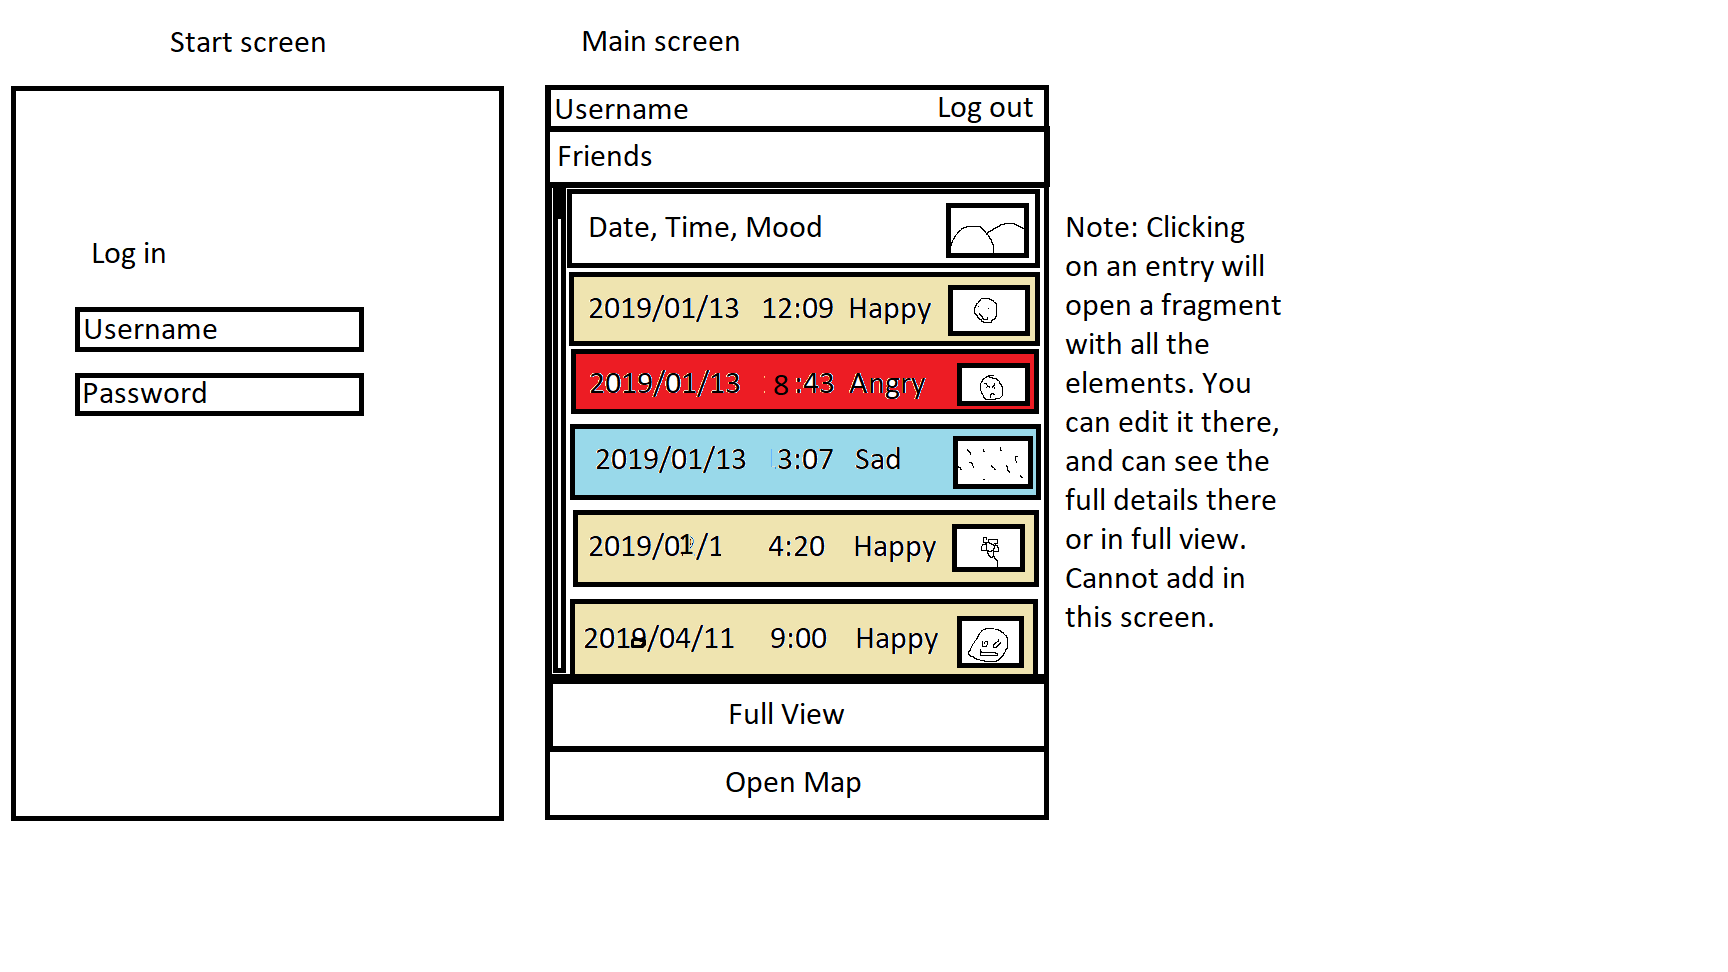 Start screen
Main screen
Log in
Username
Password
Username Log out
Friends
Date, Time, Mood
2019/01/13 12:09 Happy
2019/01/13 8:43 Angry
2019/01/13 3:07 Sad
2019/01/1 4:20 Happy
/04/11 9:00 Happy
Full View
Open Map
Note: Clicking
on an entry will
open a fragment
with all the
elements. You
can edit it there,
and can see the
full details there
or in full view.
Cannot add in
this screen.